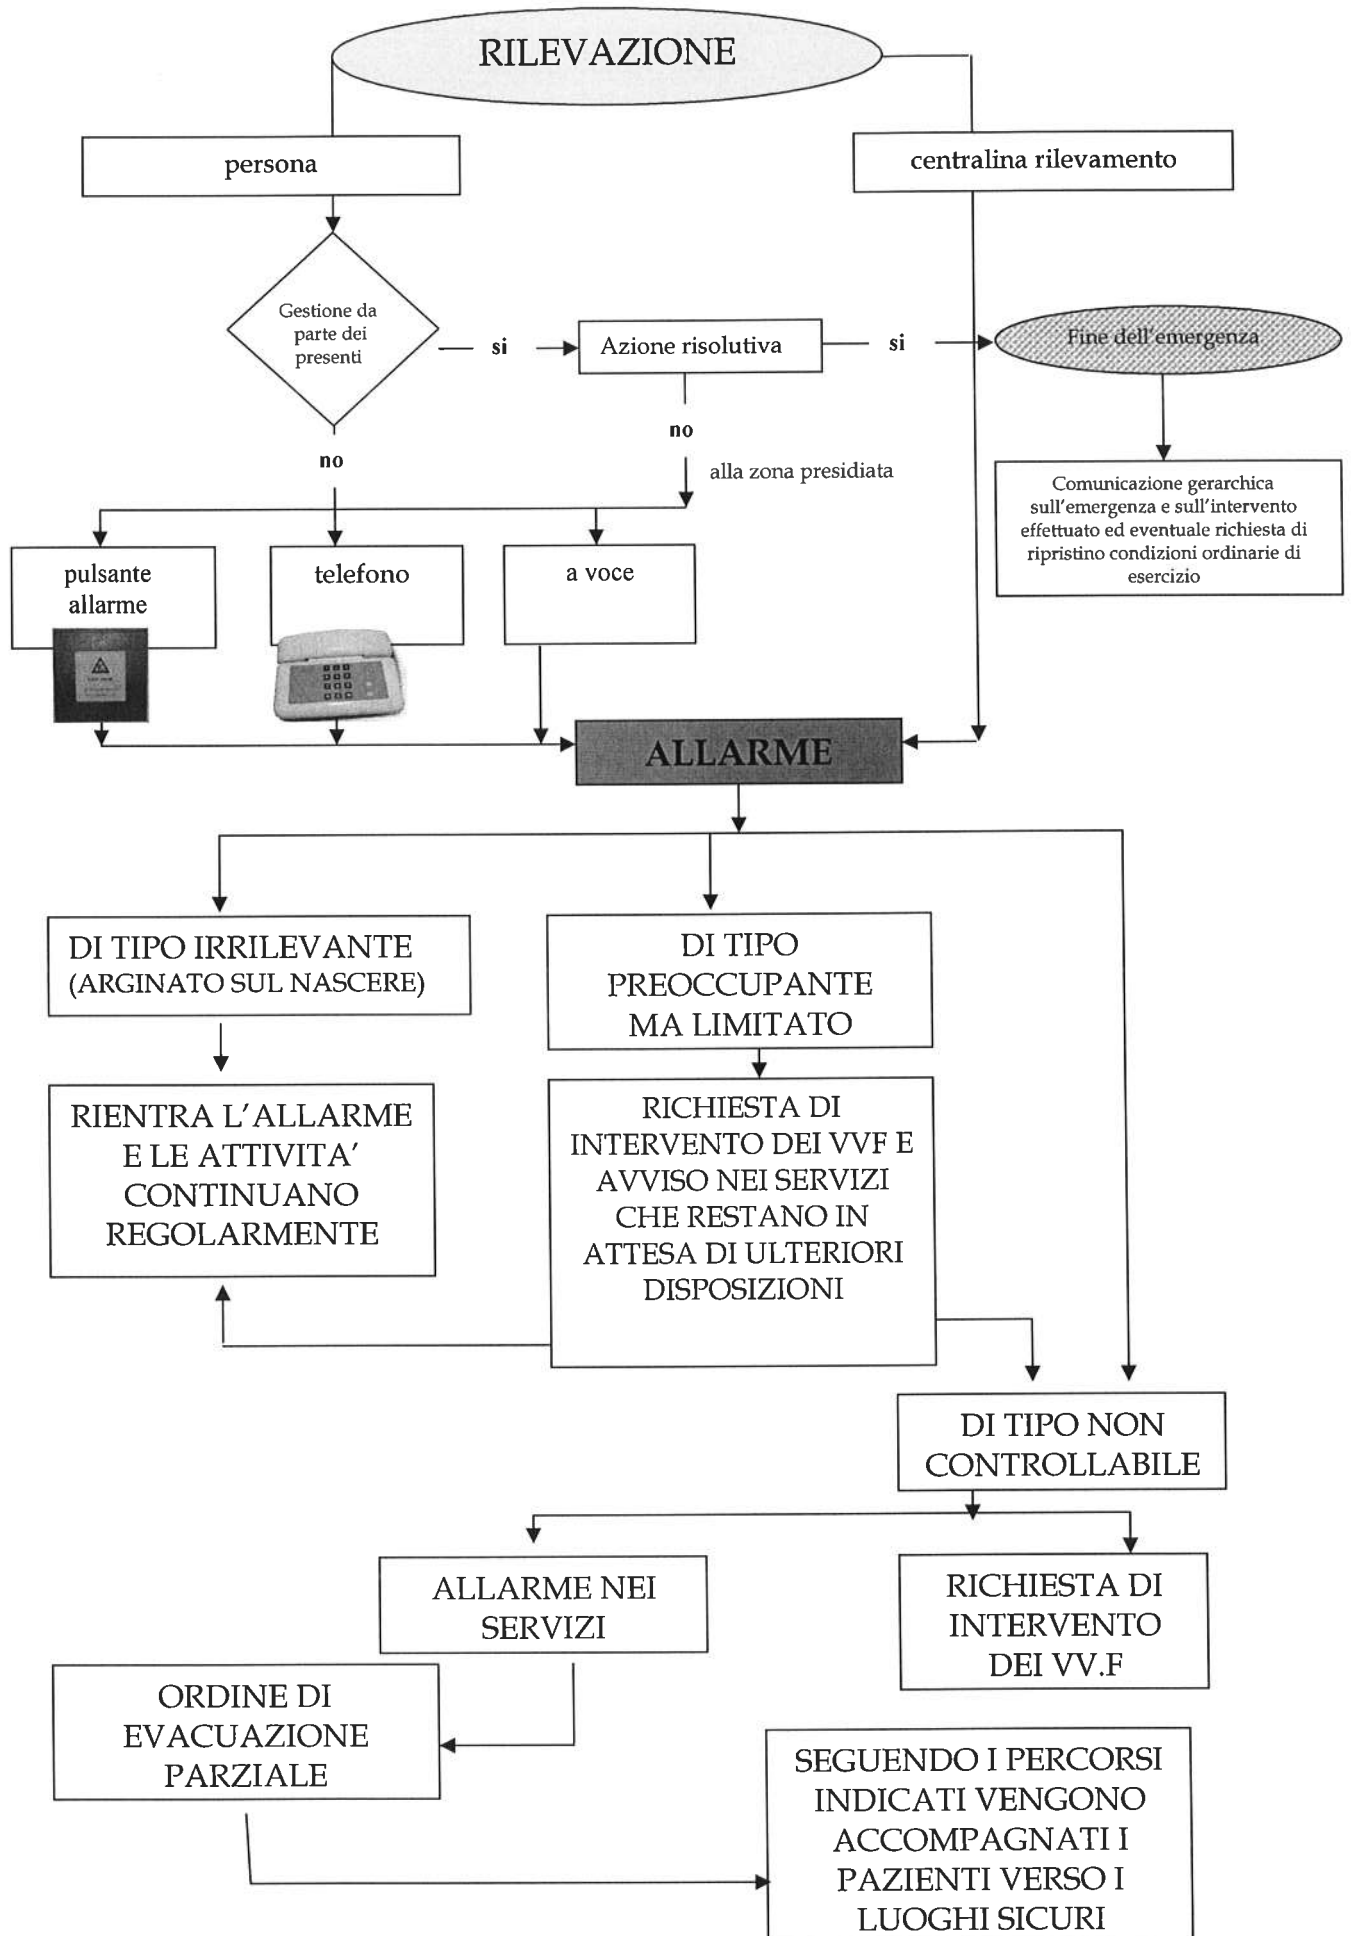 RILEVAZIONE
persona
centralina rilevamento
Gestione da
parte dei
presenti
si
Azione risolutiva
si
Fine dell'emergenza
no
no
alla zona presidiata
Comunicazione gerarchica
sull'emergenza e sull'intervento
effettuato ed eventuale richiesta di
ripristino condizioni ordinarie di
esercizio
pulsante
allarme
telefono
a voce
ALLARME
DI TIPO IRRILEVANTE
(ARGINATO SUL NASCERE)
DI TIPO
PREOCCUPANTE
MA LIMITATO
RIENTRA L'ALLARME
E LE ATTIVITA'
CONTINUANO
REGOLARMENTE
RICHIESTA DI
INTERVENTO DEI VVF E
AVVISO NEI SERVIZI
CHE RESTANO IN
ATTESA DI ULTERIORI
DISPOSIZIONI
DI TIPO NON
CONTROLLABILE
ALLARME NEI
SERVIZI
RICHIESTA DI
INTERVENTO
DEI VV.F
ORDINE DI
EVACUAZIONE
PARZIALE
SEGUENDO I PERCORSI
INDICATI VENGONO
ACCOMPAGNATI I
PAZIENTI VERSO I
LUOGHI SICURI